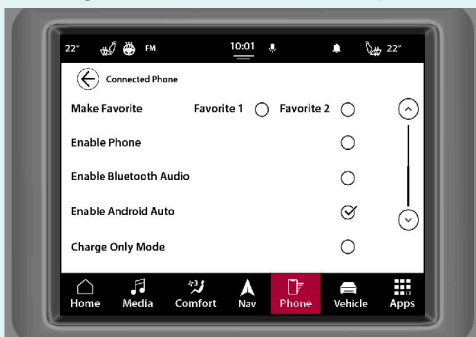 22° FM 10:01 22°
Connected Phone
Make Favorite Favorite 1 Favorite 2
Enable Phone
Enable Bluetooth Audio
Enable Android Auto
Charge Only Mode
Home Media Comfort Nav Phone Vehicle Apps